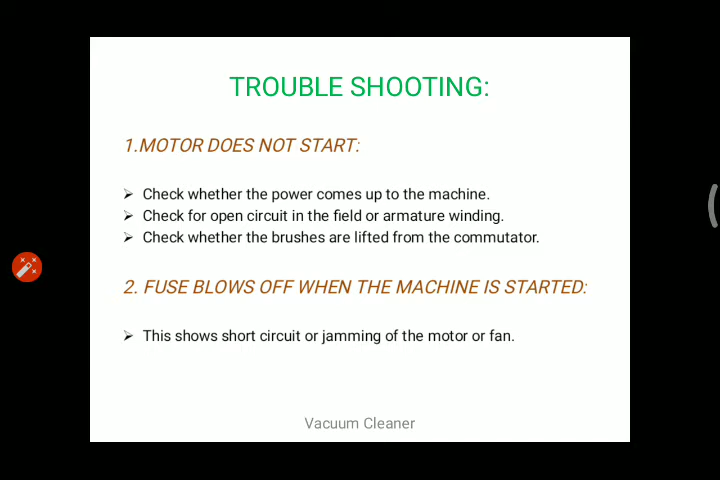 TROUBLE SHOOTING:
1.MOTOR DOES NOT START:
➢ Check whether the power comes up to the machine.
➢ Check for open circuit in the field or armature winding.
➢ Check whether the brushes are lifted from the commutator.
2. FUSE BLOWS OFF WHEN THE MACHINE IS STARTED:
➢ This shows short circuit or jamming of the motor or fan.
Vacuum Cleaner